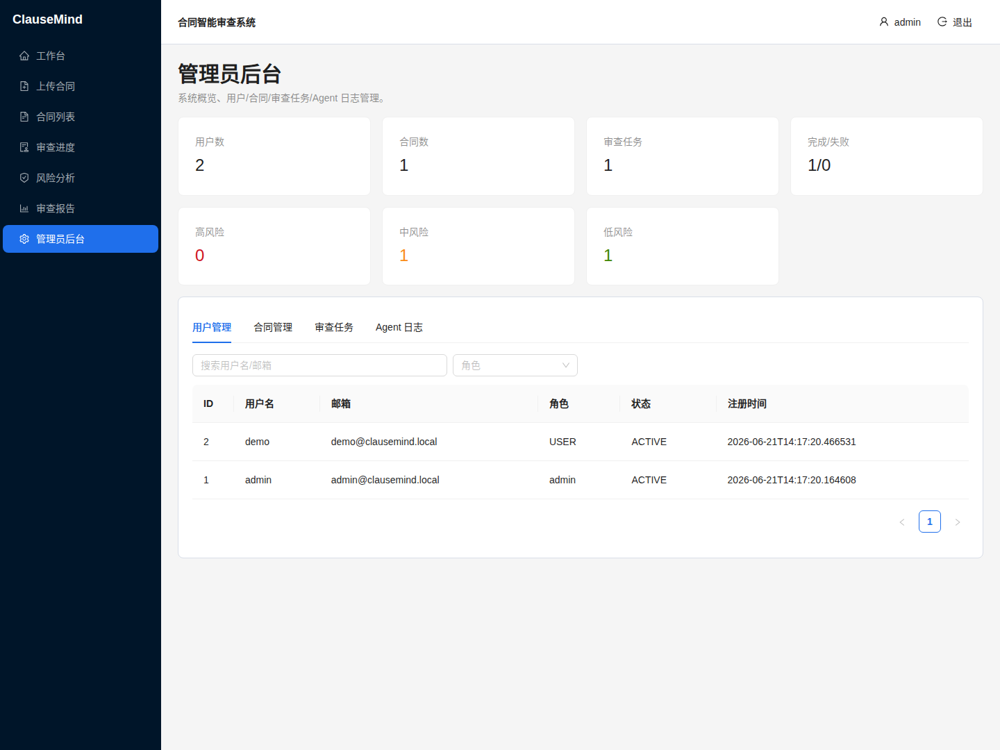 ClauseMind
工作台
上传合同
合同列表
审查进度
风险分析
审查报告
管理员后台
合同智能审查系统
admin
退出
管理员后台
系统概览、用户/合同/审查任务/Agent 日志管理。
用户数
2
合同数
1
审查任务
1
完成/失败
1/0
高风险
0
中风险
1
低风险
1
用户管理 合同管理 审查任务 Agent 日志
搜索用户名/邮箱 角色
ID 用户名 邮箱 角色 状态 注册时间
2 demo demo@clausemind.local USER ACTIVE 2026-06-21T14:17:20.466531
1 admin admin@clausemind.local admin ACTIVE 2026-06-21T14:17:20.164608
1